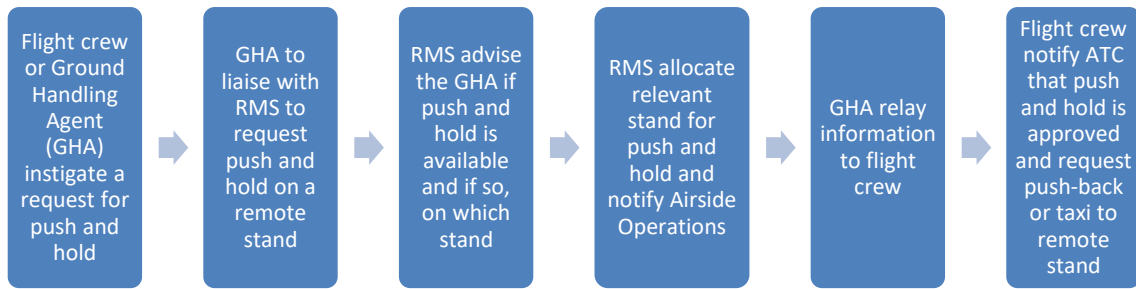 Flight crew
or Ground
Handling
Agent
(GHA)
instigate a
request for
push and
hold
GHA to
liaise with
RMS to
request
push and
hold on a
remote
stand
RMS advise
the GHA if
push and
hold is
available
and if so,
on which
stand
RMS allocate
relevant
stand for
push and
hold and
notify Airside
Operations
GHA relay
information
to flight
crew
Flight crew
notify ATC
that push
and hold is
approved
and request
push-back
or taxi to
remote
stand